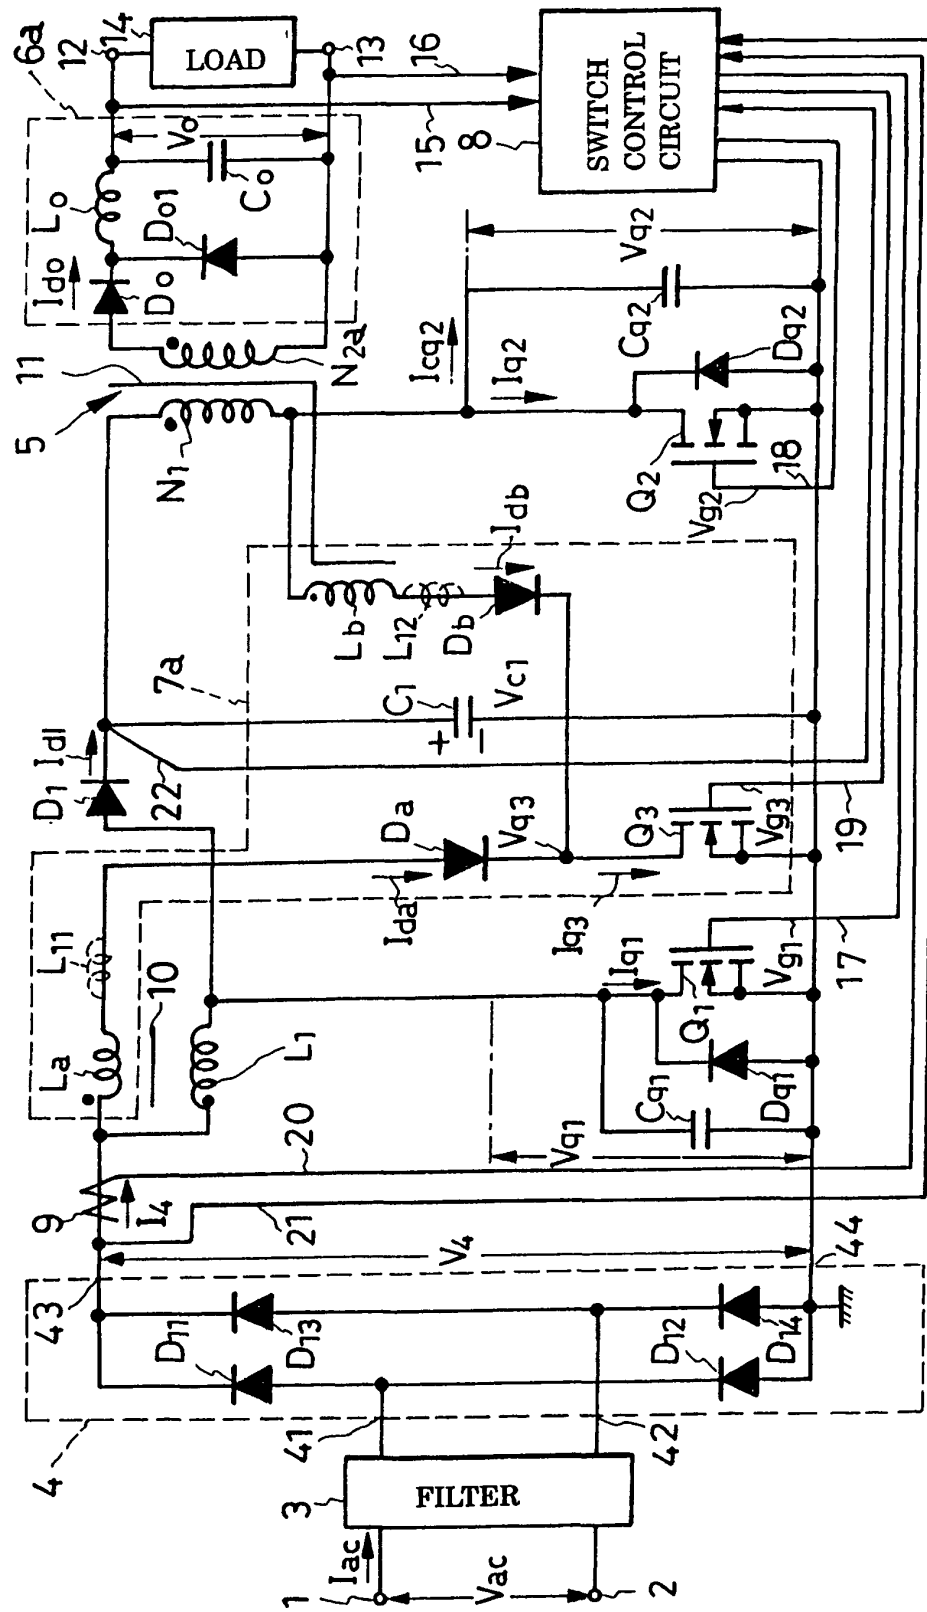 1
2
Iac
Vac
3
FILTER
4
41
42
43
44
D11
D13
D12
D14
V4
9
I4
20
21
La
L11
10
L1
Vq1
Cq1
Dq1
Q1
Iq1
Vg1
17
D1
Id1
22
7a
Da
Ida
Vq3
Iq3
Q3
Vg3
19
C1
+
−
Vc1
Lb
L12
Db
Idb
5
11
N1
N2a
Icq2
Iq2
Q2
Vg2
18
Dq2
Cq2
Vq2
6a
Ido
Do
Lo
Do1
Co
Vo
12
14
LOAD
13
15
16
8
SWITCH
CONTROL
CIRCUIT